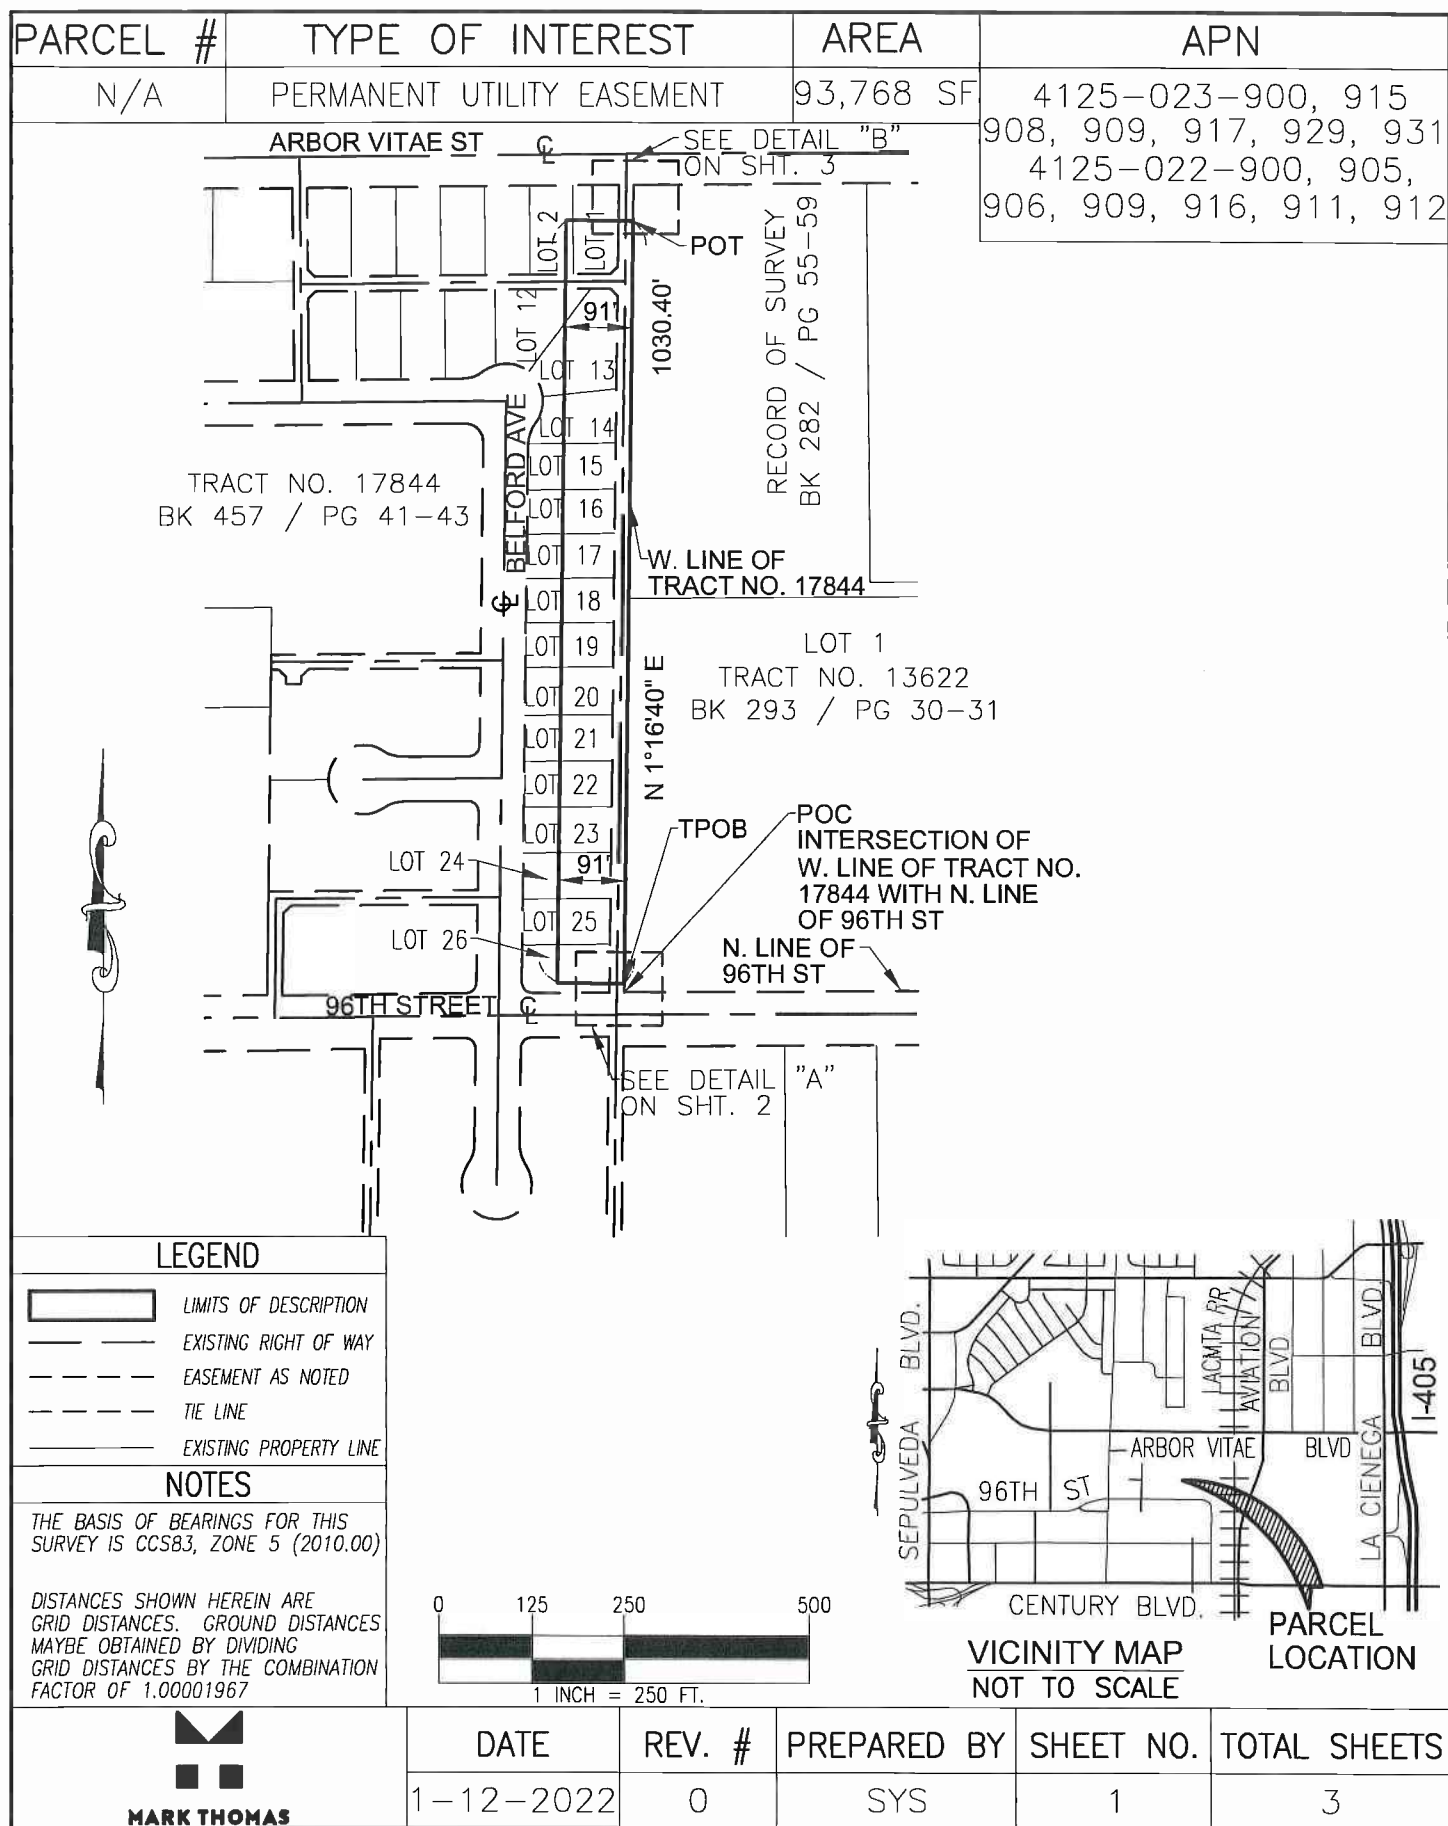 PARCEL # TYPE OF INTEREST AREA APN
N/A PERMANENT UTILITY EASEMENT 93,768 SF
4125-023-900, 915
908, 909, 917, 929, 931
4125-022-900, 905,
906, 909, 916, 911, 912
ARBOR VITAE ST
SEE DETAIL "B"
ON SHT. 3
LOT 2
LOT 1
POT
RECORD OF SURVEY
BK 282 / PG 55-59
1030.40'
91'
LOT 12
LOT 13
BELFORD AVE
LOT 14
LOT 15
LOT 16
LOT 17
LOT 18
LOT 19
LOT 20
LOT 21
LOT 22
LOT 23
LOT 24
91'
LOT 25
LOT 26
TRACT NO. 17844
BK 457 / PG 41-43
W. LINE OF
TRACT NO. 17844
LOT 1
TRACT NO. 13622
BK 293 / PG 30-31
N 1°16'40" E
TPOB
POC
INTERSECTION OF
W. LINE OF TRACT NO.
17844 WITH N. LINE
OF 96TH ST
N. LINE OF
96TH ST
96TH STREET
SEE DETAIL "A"
ON SHT. 2
LEGEND
LIMITS OF DESCRIPTION
EXISTING RIGHT OF WAY
EASEMENT AS NOTED
TIE LINE
EXISTING PROPERTY LINE
NOTES
THE BASIS OF BEARINGS FOR THIS
SURVEY IS CCS83, ZONE 5 (2010.00)
DISTANCES SHOWN HEREIN ARE
GRID DISTANCES. GROUND DISTANCES
MAYBE OBTAINED BY DIVIDING
GRID DISTANCES BY THE COMBINATION
FACTOR OF 1.00001967
0 125 250 500
1 INCH = 250 FT.
SEPULVEDA BLVD.
LACMTA RR
AVIATION
BLVD
LA CIENEGA BLVD.
I-405
ARBOR VITAE BLVD
96TH ST
CENTURY BLVD.
PARCEL
LOCATION
VICINITY MAP
NOT TO SCALE
MARK THOMAS
DATE REV. # PREPARED BY SHEET NO. TOTAL SHEETS
1-12-2022 0 SYS 1 3